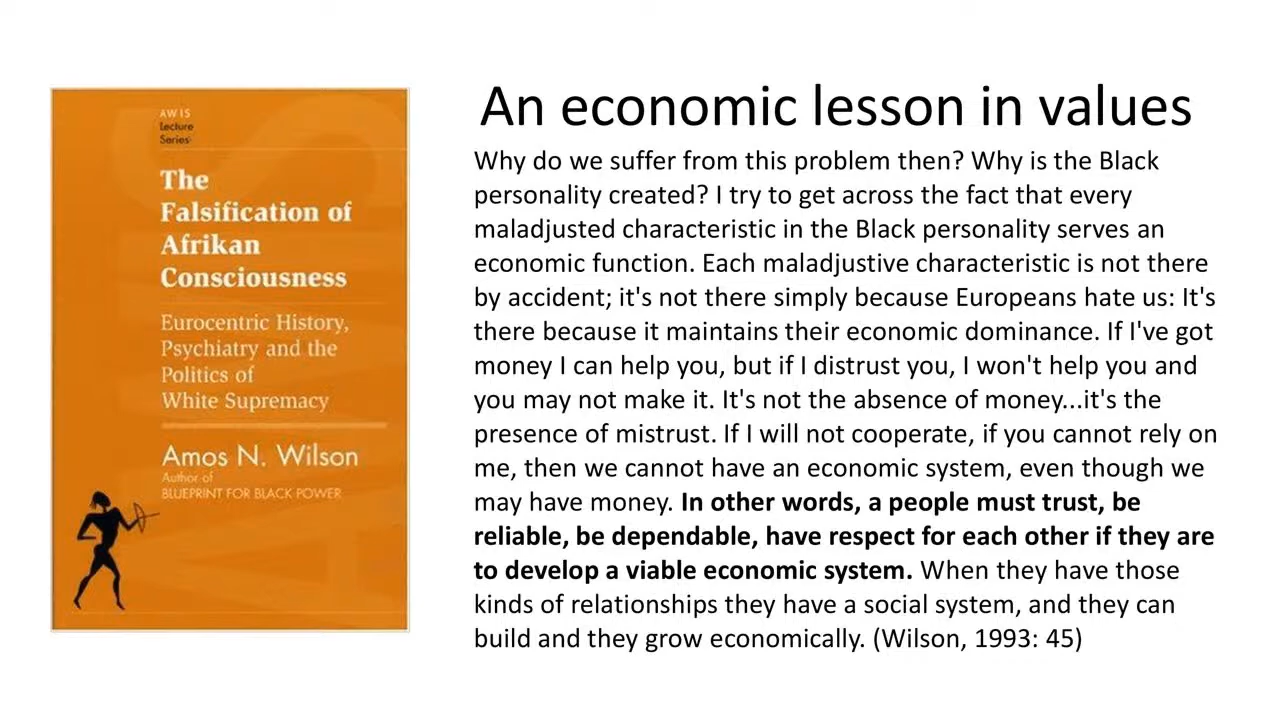 AWIS
Lecture
Series
The
Falsification of
Afrikan
Consciousness
Eurocentric History,
Psychiatry and the
Politics of
White Supremacy
Amos N. Wilson
Author of
BLUEPRINT FOR BLACK POWER
An economic lesson in values
Why do we suffer from this problem then? Why is the Black
personality created? I try to get across the fact that every
maladjusted characteristic in the Black personality serves an
economic function. Each maladjustive characteristic is not there
by accident; it's not there simply because Europeans hate us: It's
there because it maintains their economic dominance. If I've got
money I can help you, but if I distrust you, I won't help you and
you may not make it. It's not the absence of money...it's the
presence of mistrust. If I will not cooperate, if you cannot rely on
me, then we cannot have an economic system, even though we
may have money. In other words, a people must trust, be
reliable, be dependable, have respect for each other if they are
to develop a viable economic system. When they have those
kinds of relationships they have a social system, and they can
build and they grow economically. (Wilson, 1993: 45)